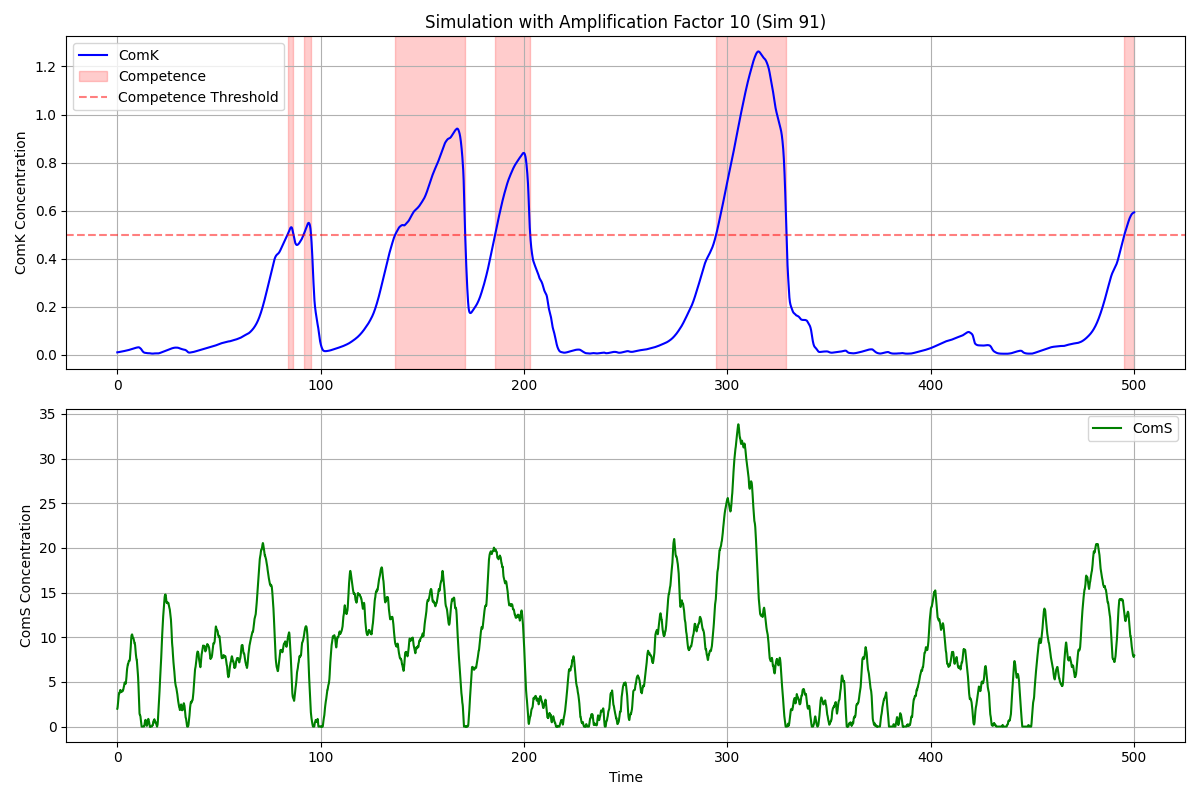 Simulation with Amplification Factor 10 (Sim 91)
ComK Concentration
1.2
1.0
0.8
0.6
0.4
0.2
0.0
ComK
Competence
Competence Threshold
0 100 200 300 400 500
ComS Concentration
35
30
25
20
15
10
5
0
ComS
0 100 200 300 400 500
Time